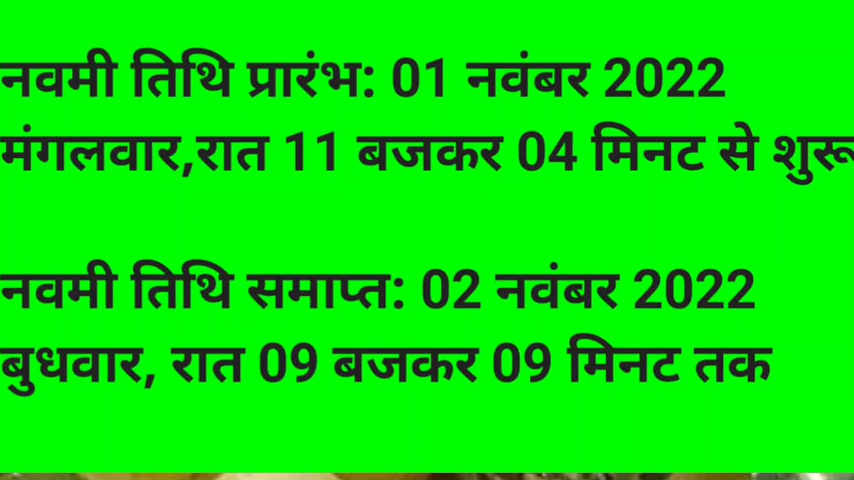 नवमी तिथि प्रारंभ: 01 नवंबर 2022
मंगलवार,रात 11 बजकर 04 मिनट से शुरू
नवमी तिथि समाप्त: 02 नवंबर 2022
बुधवार, रात 09 बजकर 09 मिनट तक